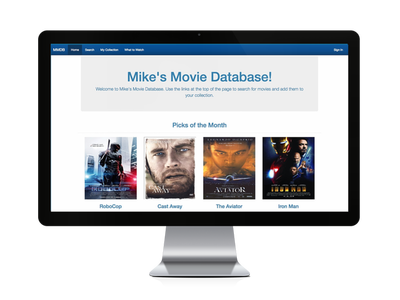 MMDB Home Search My Collection What to Watch Sign In
Mike's Movie Database!
Welcome to Mike's Movie Database. Use the links at the top of the page to search for movies and add them to
your collection.
Picks of the Month
ROBOCOP
CAST AWAY
AVIATOR
IRON MAN
RoboCop Cast Away The Aviator Iron Man